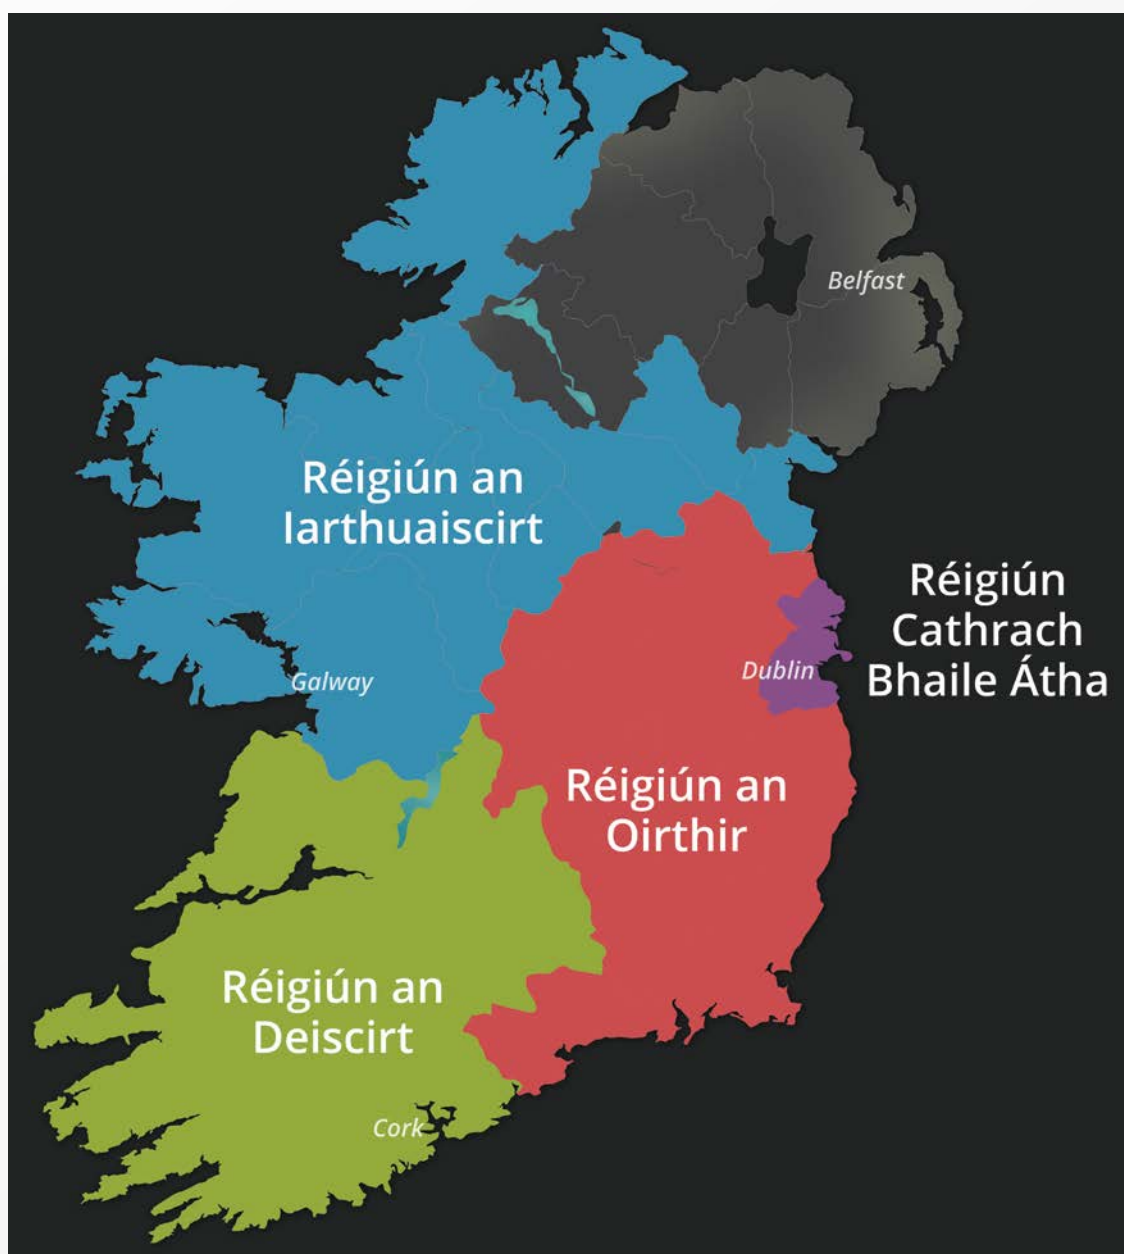 Belfast
Réigiún an
Iarthuaiscirt
Réigiún
Cathrach
Bhaile Átha
Galway
Dublin
Réigiún an
Oirthir
Réigiún an
Deiscirt
Cork